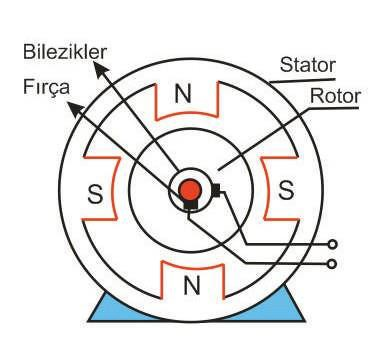 Bilezikler
Fırça
Stator
Rotor
N
S
S
N